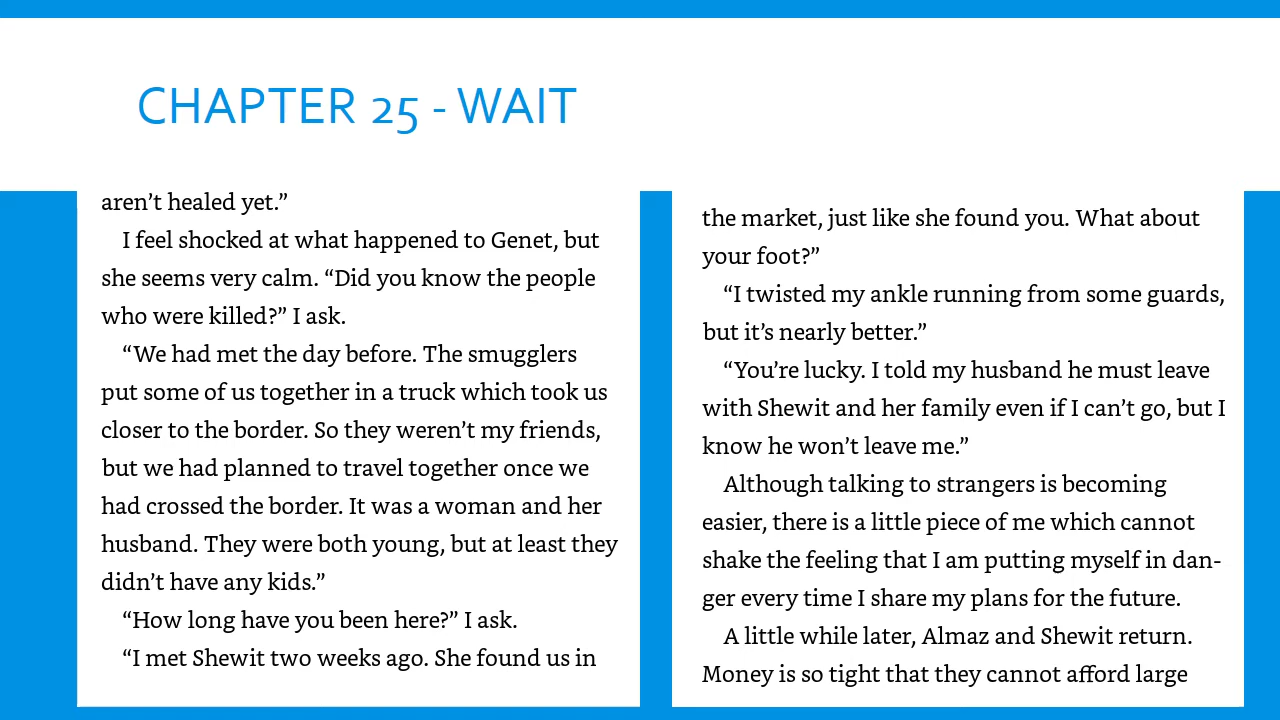 CHAPTER 25 - WAIT
aren’t healed yet.”
I feel shocked at what happened to Genet, but
she seems very calm. “Did you know the people
who were killed?” I ask.
“We had met the day before. The smugglers
put some of us together in a truck which took us
closer to the border. So they weren’t my friends,
but we had planned to travel together once we
had crossed the border. It was a woman and her
husband. They were both young, but at least they
didn’t have any kids.”
“How long have you been here?” I ask.
“I met Shewit two weeks ago. She found us in
the market, just like she found you. What about
your foot?”
“I twisted my ankle running from some guards,
but it’s nearly better.”
“You’re lucky. I told my husband he must leave
with Shewit and her family even if I can’t go, but I
know he won’t leave me.”
Although talking to strangers is becoming
easier, there is a little piece of me which cannot
shake the feeling that I am putting myself in dan-
ger every time I share my plans for the future.
A little while later, Almaz and Shewit return.
Money is so tight that they cannot afford large